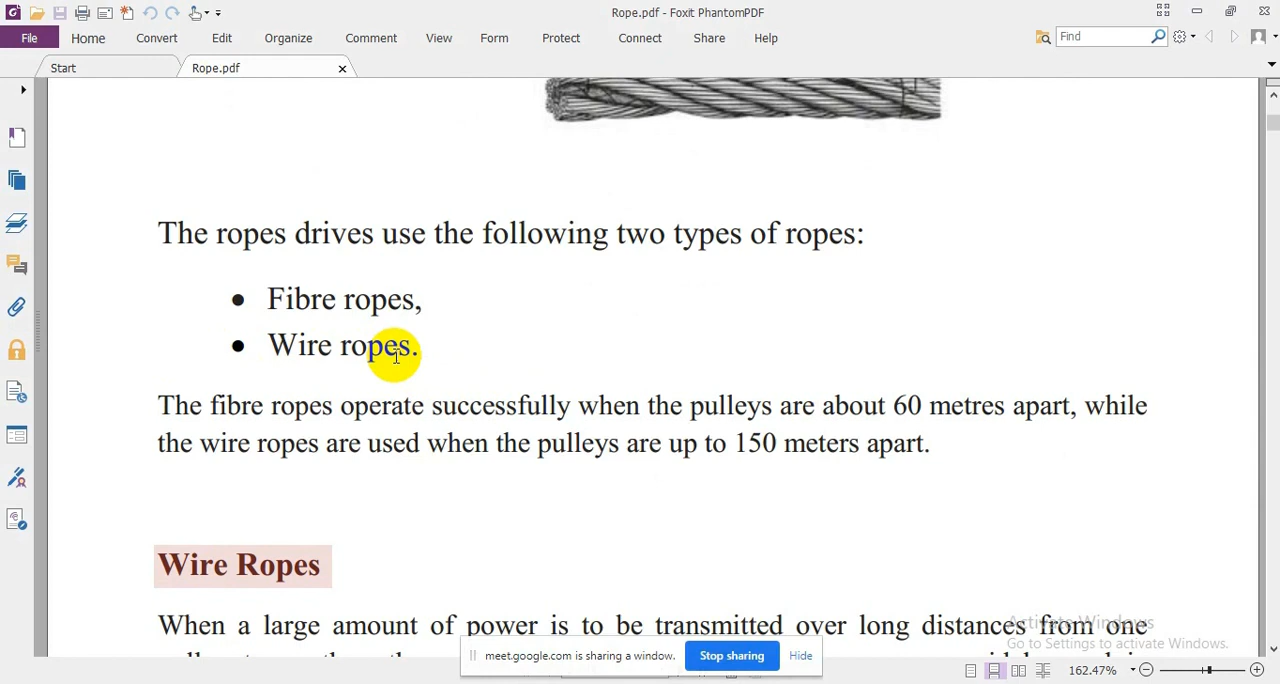 Rope.pdf - Foxit PhantomPDF
File Home Convert Edit Organize Comment View Form Protect Connect Share Help Find
Start Rope.pdf
The ropes drives use the following two types of ropes:
• Fibre ropes,
• Wire ropes.
The fibre ropes operate successfully when the pulleys are about 60 metres apart, while
the wire ropes are used when the pulleys are up to 150 meters apart.
Wire Ropes
When a large amount of power is to be transmitted over long distances from one
Activate Windows
Go to Settings to activate Windows.
meet.google.com is sharing a window. Stop sharing Hide
162.47%